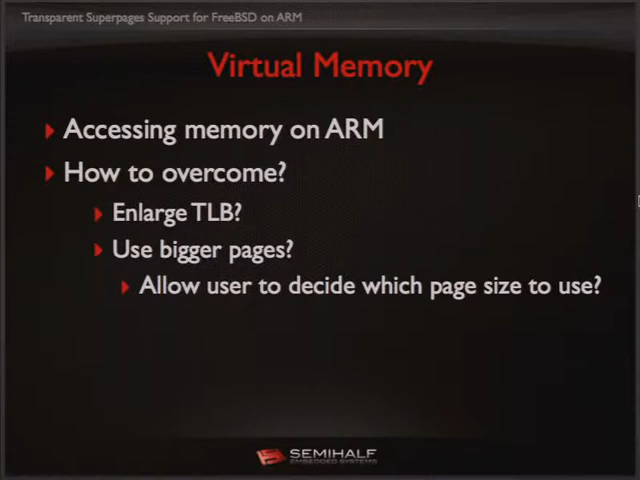 Transparent Superpages Support for FreeBSD on ARM
Virtual Memory
Accessing memory on ARM
How to overcome?
Enlarge TLB?
Use bigger pages?
Allow user to decide which page size to use?
SEMIHALF
EMBEDDED SYSTEMS